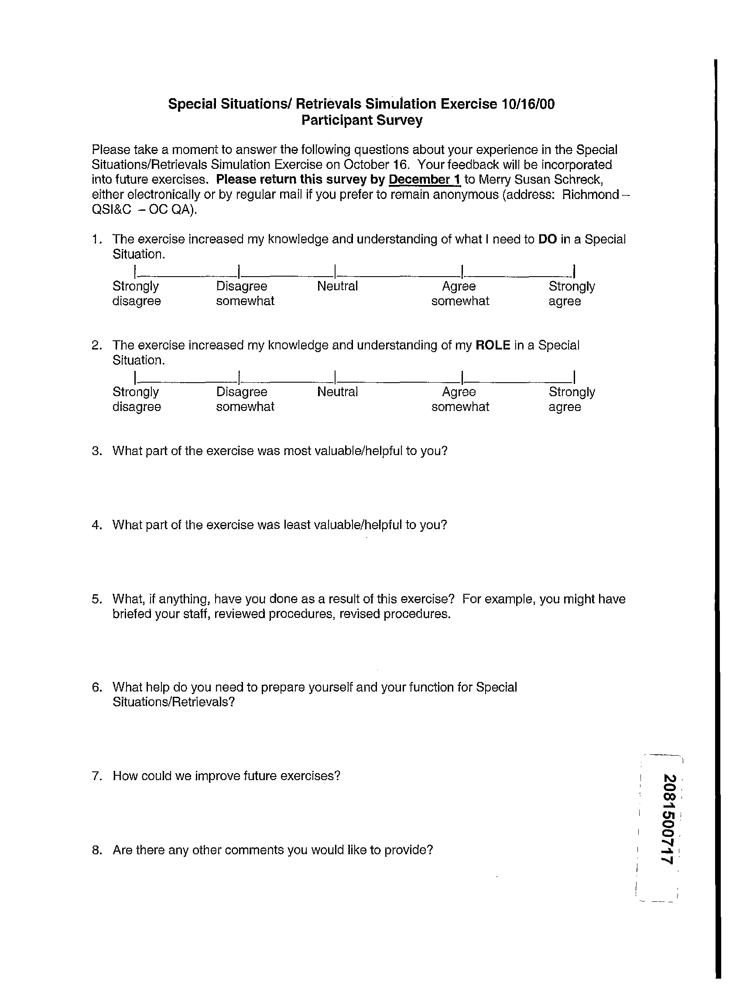 Special Situations/ Retrievals Simulation Exercise 10/16/00
Participant Survey
Please take a moment to answer the following questions about your experience in the Special
Situations/Retrievals Simulation Exercise on October 16. Your feedback will be incorporated
into future exercises. Please return this survey by December 1 to Merry Susan Schreck,
either electronically or by regular mail if you prefer to remain anonymous (address: Richmond –
QSI&C – OC QA).
1. The exercise increased my knowledge and understanding of what I need to DO in a Special
Situation.
Strongly Disagree Neutral Agree Strongly
disagree somewhat somewhat agree
2. The exercise increased my knowledge and understanding of my ROLE in a Special
Situation.
Strongly Disagree Neutral Agree Strongly
disagree somewhat somewhat agree
3. What part of the exercise was most valuable/helpful to you?
4. What part of the exercise was least valuable/helpful to you?
5. What, if anything, have you done as a result of this exercise? For example, you might have
briefed your staff, reviewed procedures, revised procedures.
6. What help do you need to prepare yourself and your function for Special
Situations/Retrievals?
7. How could we improve future exercises?
8. Are there any other comments you would like to provide?
2081500717